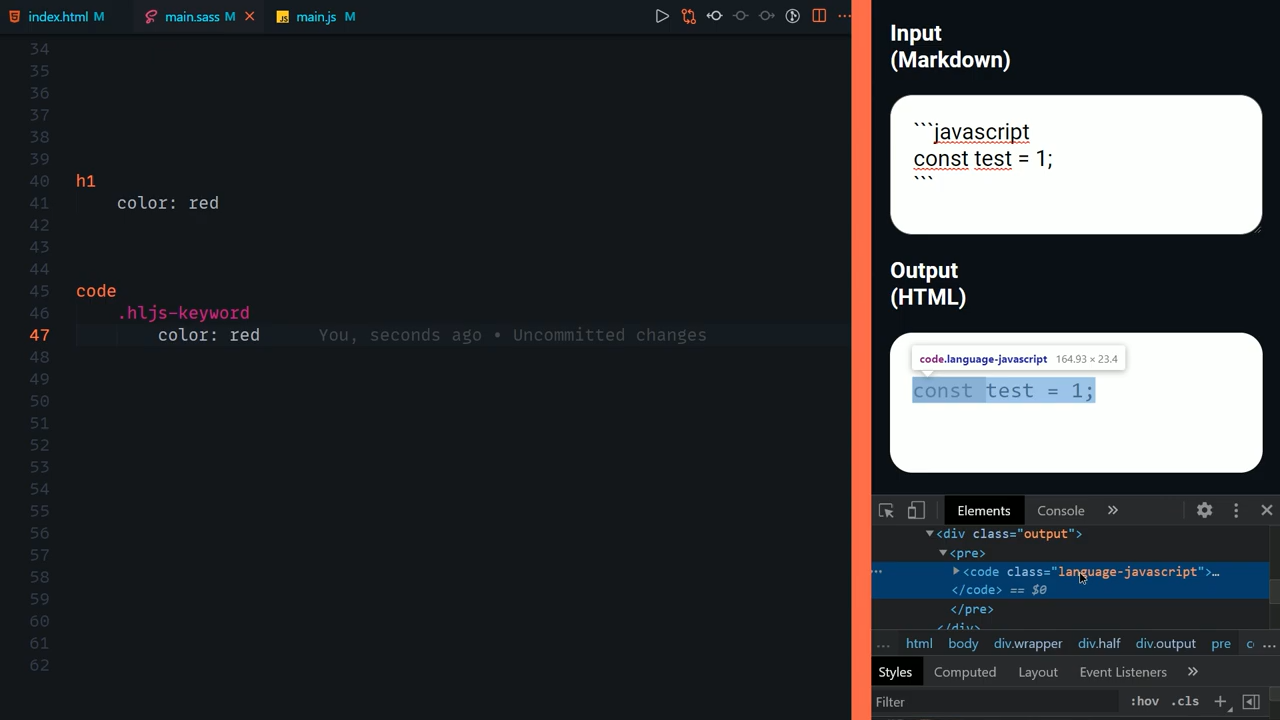 index.html M main.sass M main.js M
34
35
36
37
38
39
40 h1
41 color: red
42
43
44
45 code
46 .hljs-keyword
47 color: red You, seconds ago • Uncommitted changes
48
49
50
51
52
53
54
55
56
57
58
59
60
61
62
Input
(Markdown)
```javascript
const test = 1;
```
Output
(HTML)
code.language-javascript 164.93 × 23.4
const test = 1;
Elements Console »
<div class="output">
<pre>
<code class="language-javascript">…
</code> == $0
</pre>
</div>
… html body div.wrapper div.half div.output pre c …
Styles Computed Layout Event Listeners »
Filter :hov .cls +